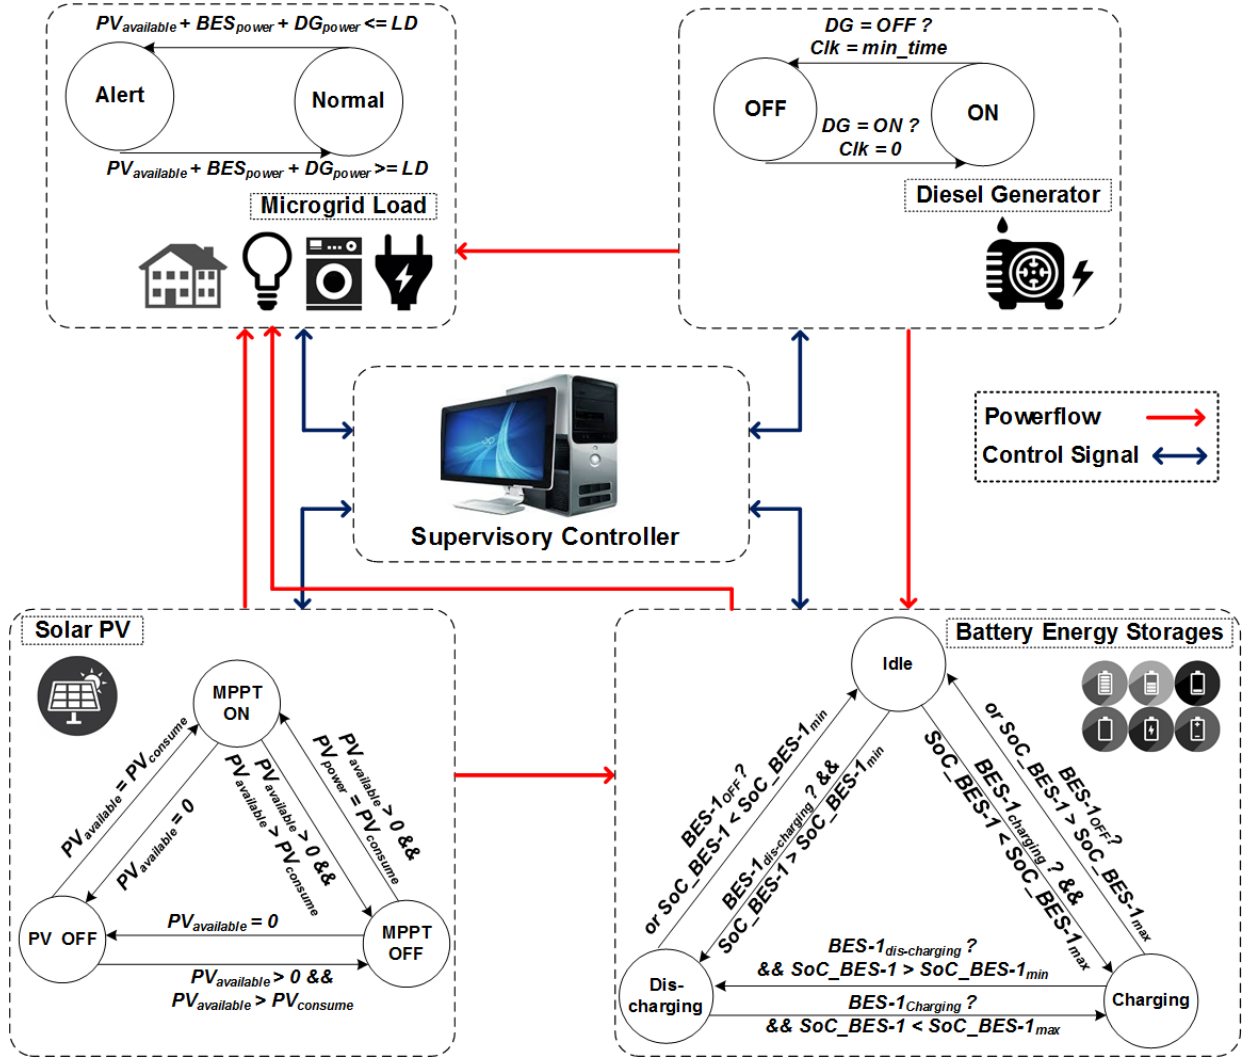 PVavailable + BESpower + DGpower <= LD
Alert
Normal
PVavailable + BESpower + DGpower >= LD
Microgrid Load
DG = OFF ?
Clk = min_time
OFF
ON
DG = ON ?
Clk = 0
Diesel Generator
Supervisory Controller
Powerflow
Control Signal
Solar PV
MPPT
ON
PVavailable = PVconsume
PVavailable = 0
PVavailable > 0 &&
PVavailable > PVconsume
PVavailable > 0 &&
PVpower = PVconsume
PV OFF
PVavailable = 0
MPPT
OFF
PVavailable > 0 &&
PVavailable > PVconsume
Battery Energy Storages
Idle
BES-1OFF ?
or SoC_BES-1 < SoC_BES-1min
BES-1dis-charging ? &&
SoC_BES-1 > SoC_BES-1min
BES-1charging ? &&
SoC_BES-1 < SoC_BES-1max
BES-1OFF ?
or SoC_BES-1 > SoC_BES-1max
Dis-
charging
BES-1dis-charging ?
&& SoC_BES-1 > SoC_BES-1min
BES-1Charging ?
&& SoC_BES-1 < SoC_BES-1max
Charging